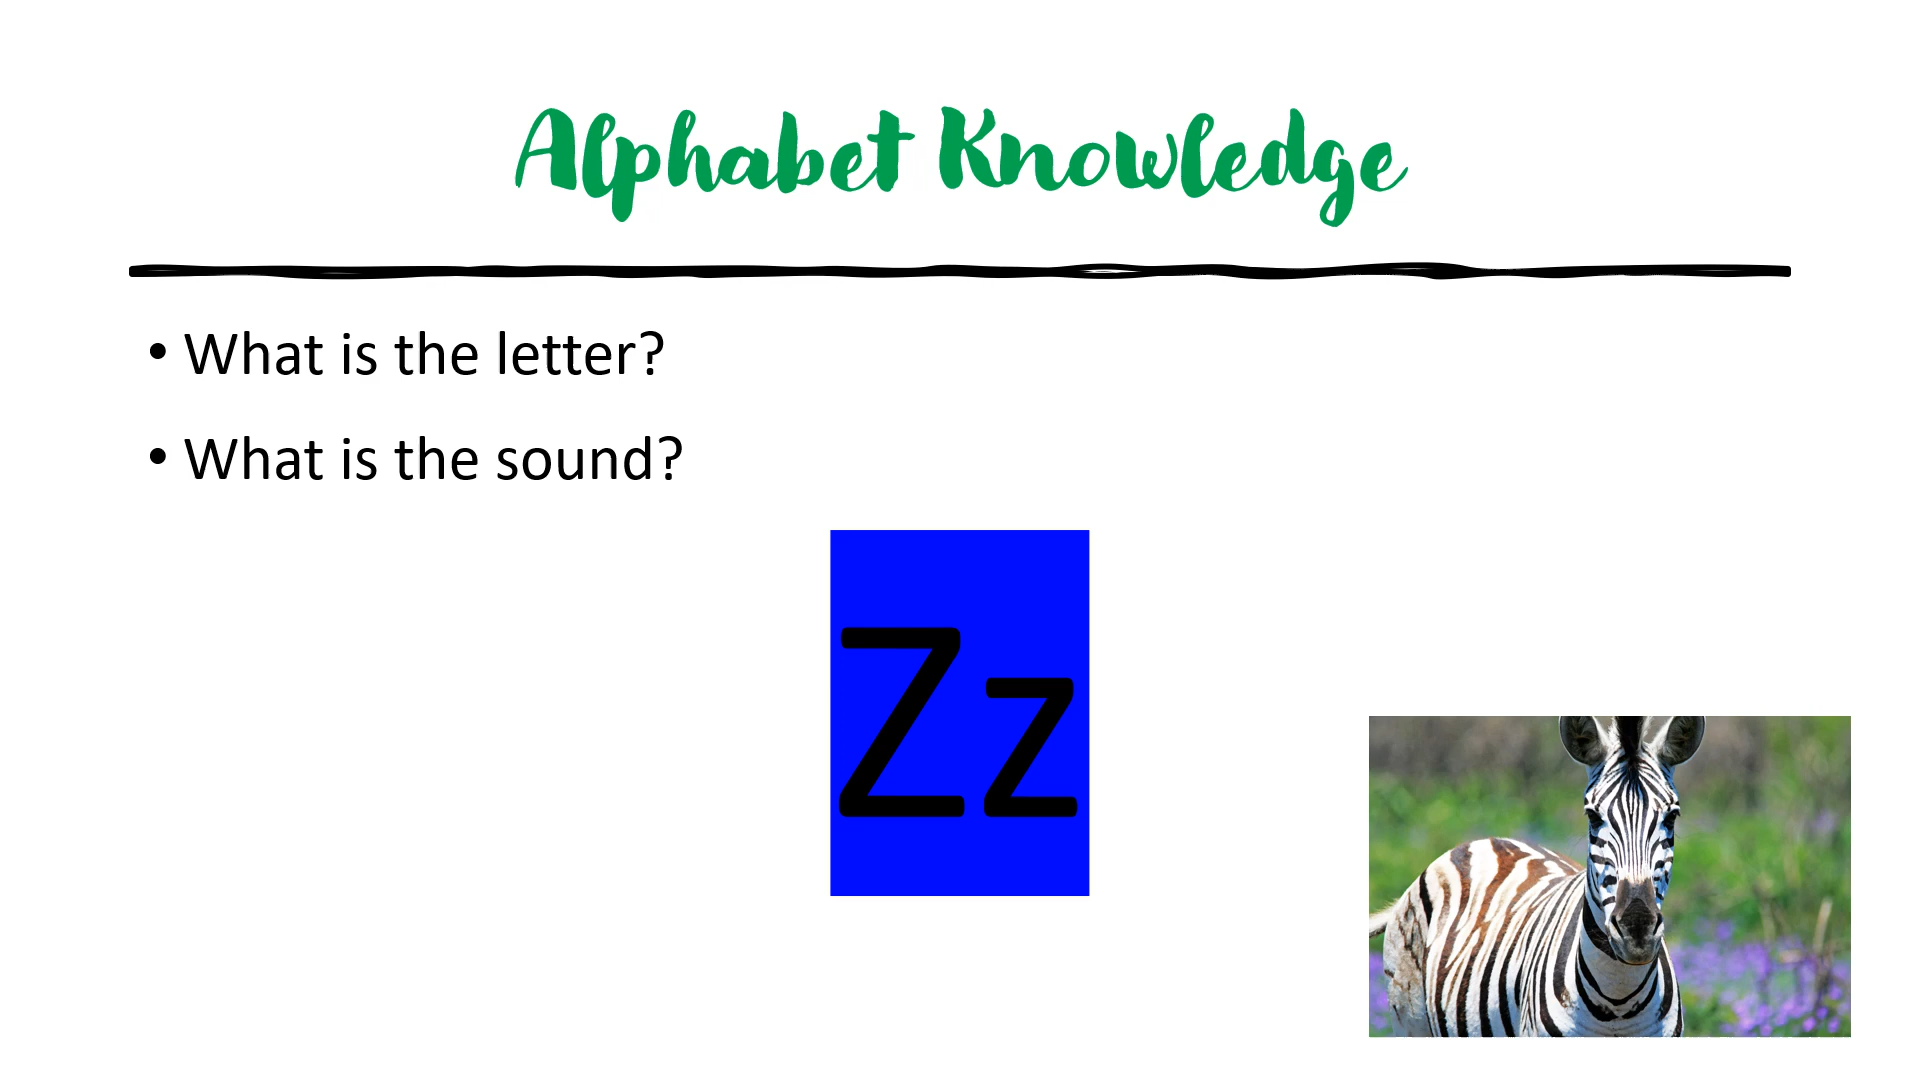 Alphabet Knowledge
• What is the letter?
• What is the sound?
Zz